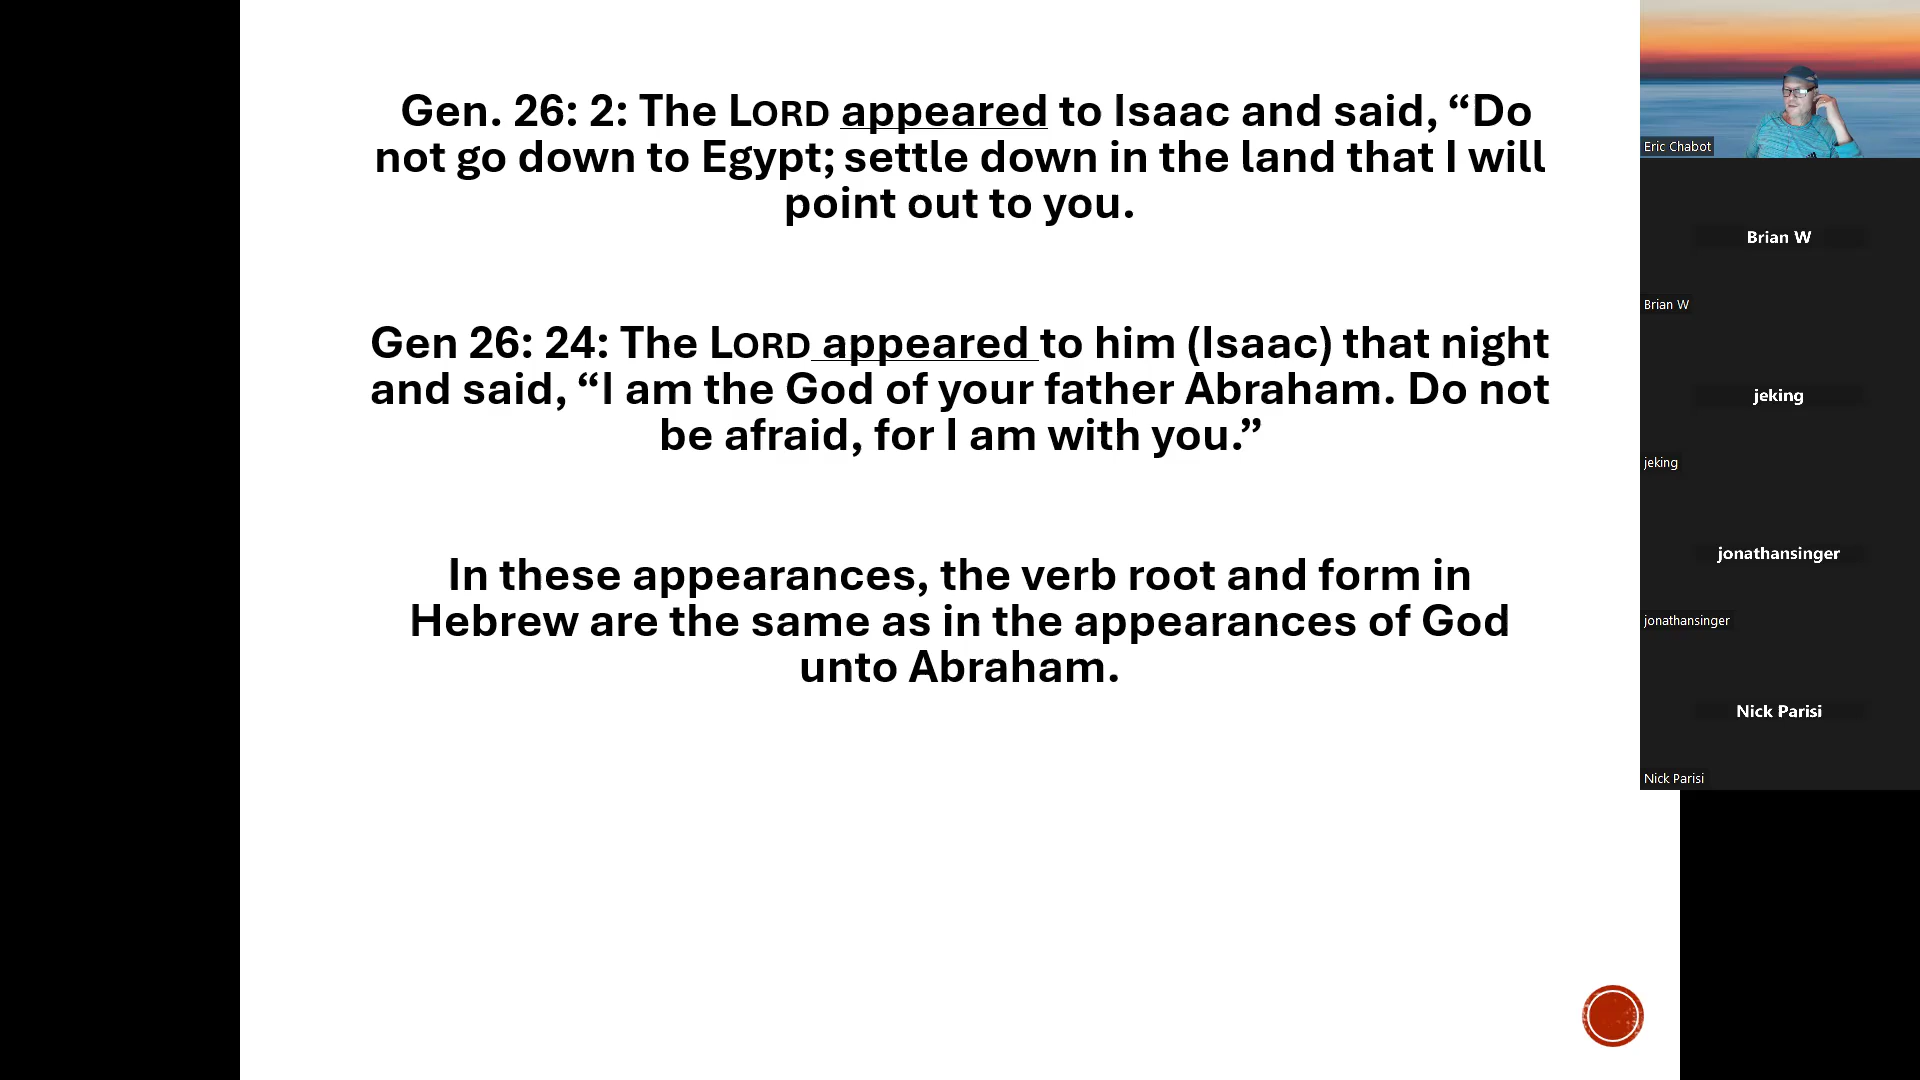 Gen. 26: 2: The LORD appeared to Isaac and said, “Do
not go down to Egypt; settle down in the land that I will
point out to you.
Gen 26: 24: The LORD appeared to him (Isaac) that night
and said, “I am the God of your father Abraham. Do not
be afraid, for I am with you.”
In these appearances, the verb root and form in
Hebrew are the same as in the appearances of God
unto Abraham.
Eric Chabot
Brian W
Brian W
jeking
jeking
jonathansinger
jonathansinger
Nick Parisi
Nick Parisi